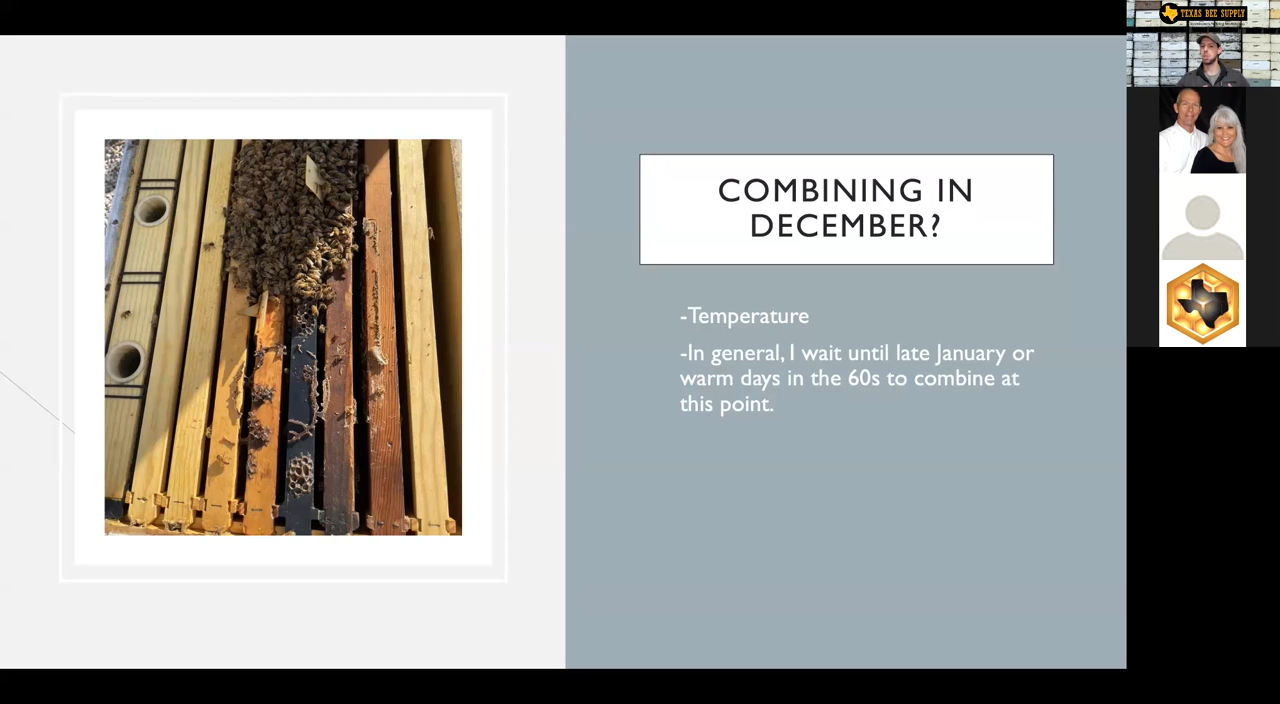 TEXAS BEE SUPPLY
COMBINING IN
DECEMBER?
-Temperature
-In general, I wait until late January or
warm days in the 60s to combine at
this point.